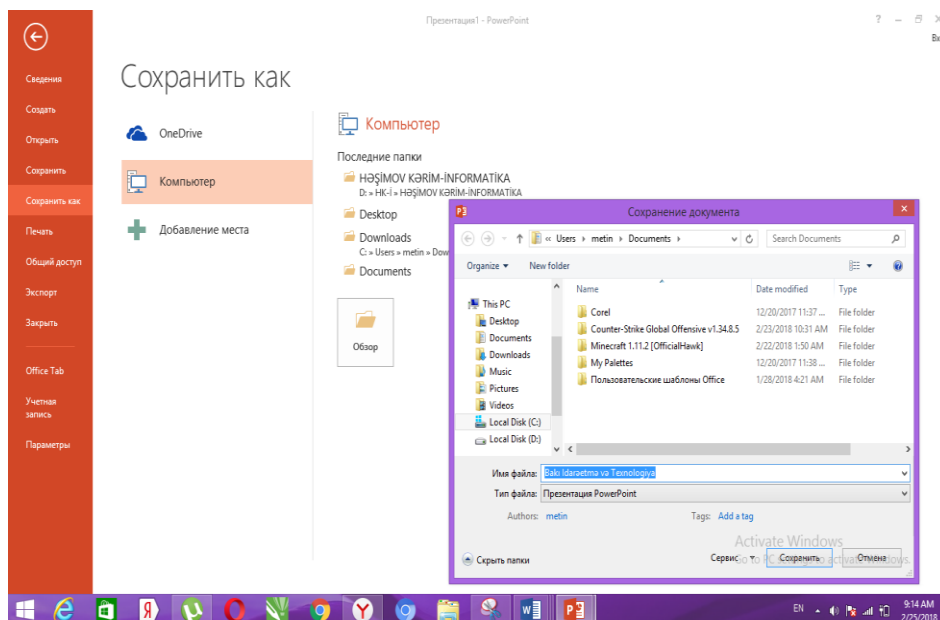 Презентация1 - PowerPoint
? 
Вх
Сведения
Создать
Открыть
Сохранить
Сохранить как
Печать
Общий доступ
Экспорт
Закрыть
Office Tab
Учетная
запись
Параметры
Сохранить как
OneDrive
Компьютер
Добавление места
Компьютер
Последние папки
HƏŞİMOV KƏRİM-İNFORMATİKA
D: » HK-İ » HƏŞİMOV KƏRİM-İNFORMATİKA
Desktop
Downloads
C: » Users » metin » Dow
Documents
Обзор
Сохранение документа
« Users › metin › Documents ›
Search Documents
Organize
New folder
Name Date modified Type
This PC
Desktop
Documents
Downloads
Music
Pictures
Videos
Local Disk (C:)
Local Disk (D:)
Corel 12/20/2017 11:37 ... File folder
Counter-Strike Global Offensive v1.34.8.5 2/23/2018 10:31 AM File folder
Minecraft 1.11.2 [OfficialHawk] 2/22/2018 1:50 AM File folder
My Palettes 12/20/2017 11:38 ... File folder
Пользовательские шаблоны Office 1/28/2018 4:21 AM File folder
Имя файла: Bakı İdarəetmə və Texnologiya
Тип файла: Презентация PowerPoint
Authors: metin Tags: Add a tag
Activate Windows
Go to PC activate Windows.
Скрыть папки
Сервис
Сохранить
Отмена
EN
9:14 AM
2/25/2018